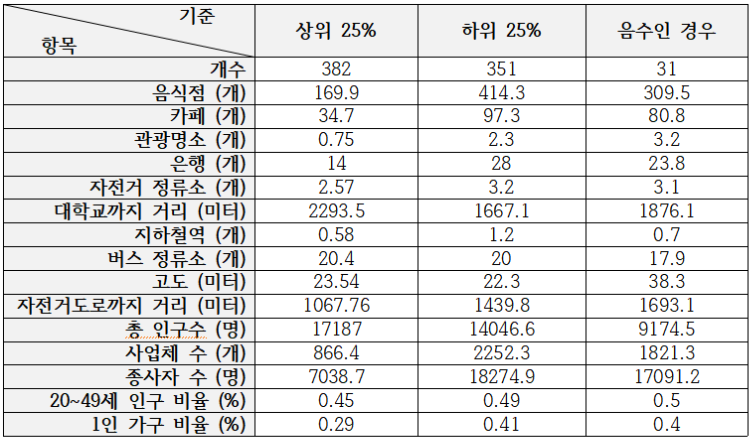 기준
항목 상위 25% 하위 25% 음수인 경우
개수 382 351 31
음식점 (개) 169.9 414.3 309.5
카페 (개) 34.7 97.3 80.8
관광명소 (개) 0.75 2.3 3.2
은행 (개) 14 28 23.8
자전거 정류소 (개) 2.57 3.2 3.1
대학교까지 거리 (미터) 2293.5 1667.1 1876.1
지하철역 (개) 0.58 1.2 0.7
버스 정류소 (개) 20.4 20 17.9
고도 (미터) 23.54 22.3 38.3
자전거도로까지 거리 (미터) 1067.76 1439.8 1693.1
총 인구수 (명) 17187 14046.6 9174.5
사업체 수 (개) 866.4 2252.3 1821.3
종사자 수 (명) 7038.7 18274.9 17091.2
20~49세 인구 비율 (%) 0.45 0.49 0.5
1인 가구 비율 (%) 0.29 0.41 0.4